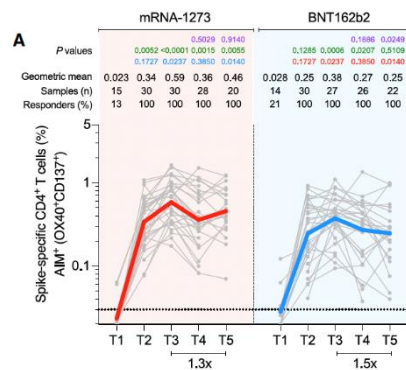 A
mRNA-1273 BNT162b2
0.5029 0.9140 0.1886 0.0249
P values 0.0052 <0.0001 0.0015 0.0055 0.1285 0.0006 0.0207 0.5109
0.1727 0.0237 0.3850 0.0140 0.1727 0.0237 0.3850 0.0140
Geometric mean 0.023 0.34 0.59 0.36 0.46 0.028 0.25 0.38 0.27 0.25
Samples (n) 15 30 30 28 20 14 30 27 26 22
Responders (%) 13 100 100 100 100 21 100 100 100 100
Spike-specific CD4+ T cells (%)
AIM+ (OX40+CD137+)
5
1
0.1
T1 T2 T3 T4 T5 T1 T2 T3 T4 T5
1.3x 1.5x